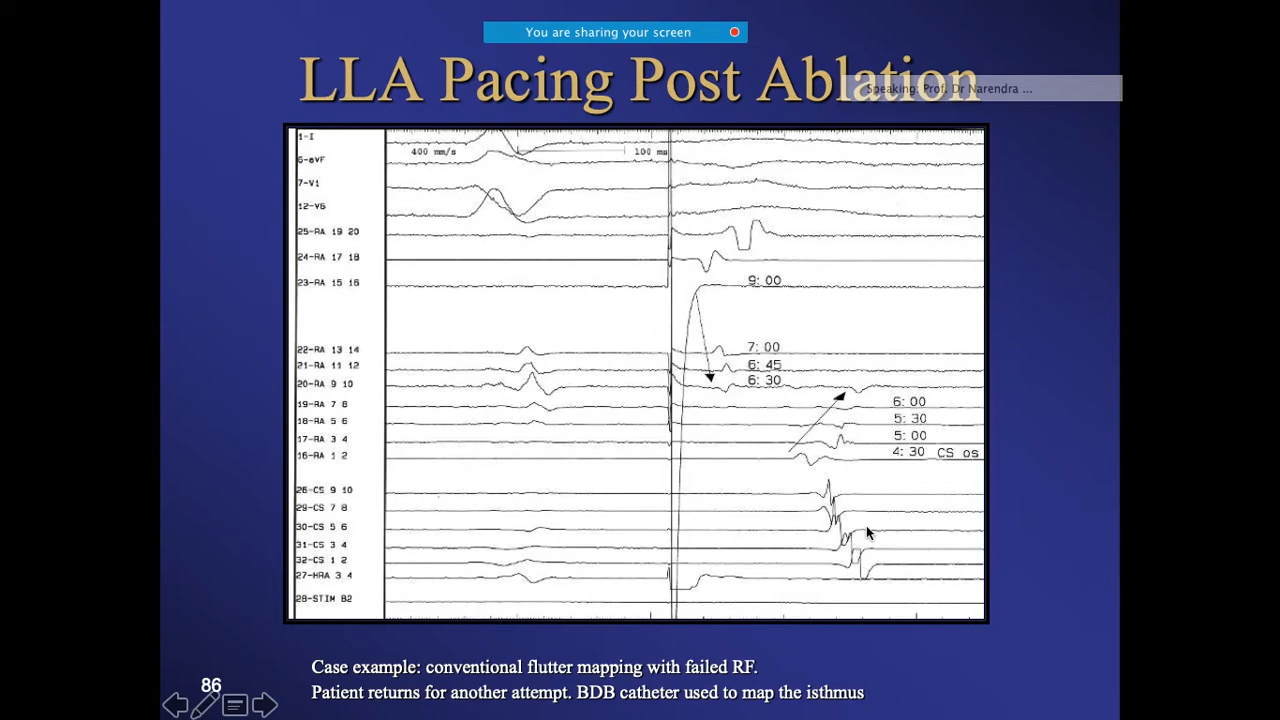 You are sharing your screen
LLA Pacing Post Ablation
Speaking: Prof. Dr Narendra ...
1-I
400 mm/s
100 ms
6-aVF
7-V1
12-V6
25-RA 19 20
24-RA 17 18
23-RA 15 16
9: 00
22-RA 13 14
7: 00
21-RA 11 12
6: 45
20-RA 9 10
6: 30
19-RA 7 8
6: 00
18-RA 5 6
5: 30
17-RA 3 4
5: 00
16-RA 1 2
4: 30 CS os
26-CS 9 10
29-CS 7 8
30-CS 5 6
31-CS 3 4
32-CS 1 2
27-HRA 3 4
28-STIM B2
Case example: conventional flutter mapping with failed RF.
86
Patient returns for another attempt. BDB catheter used to map the isthmus